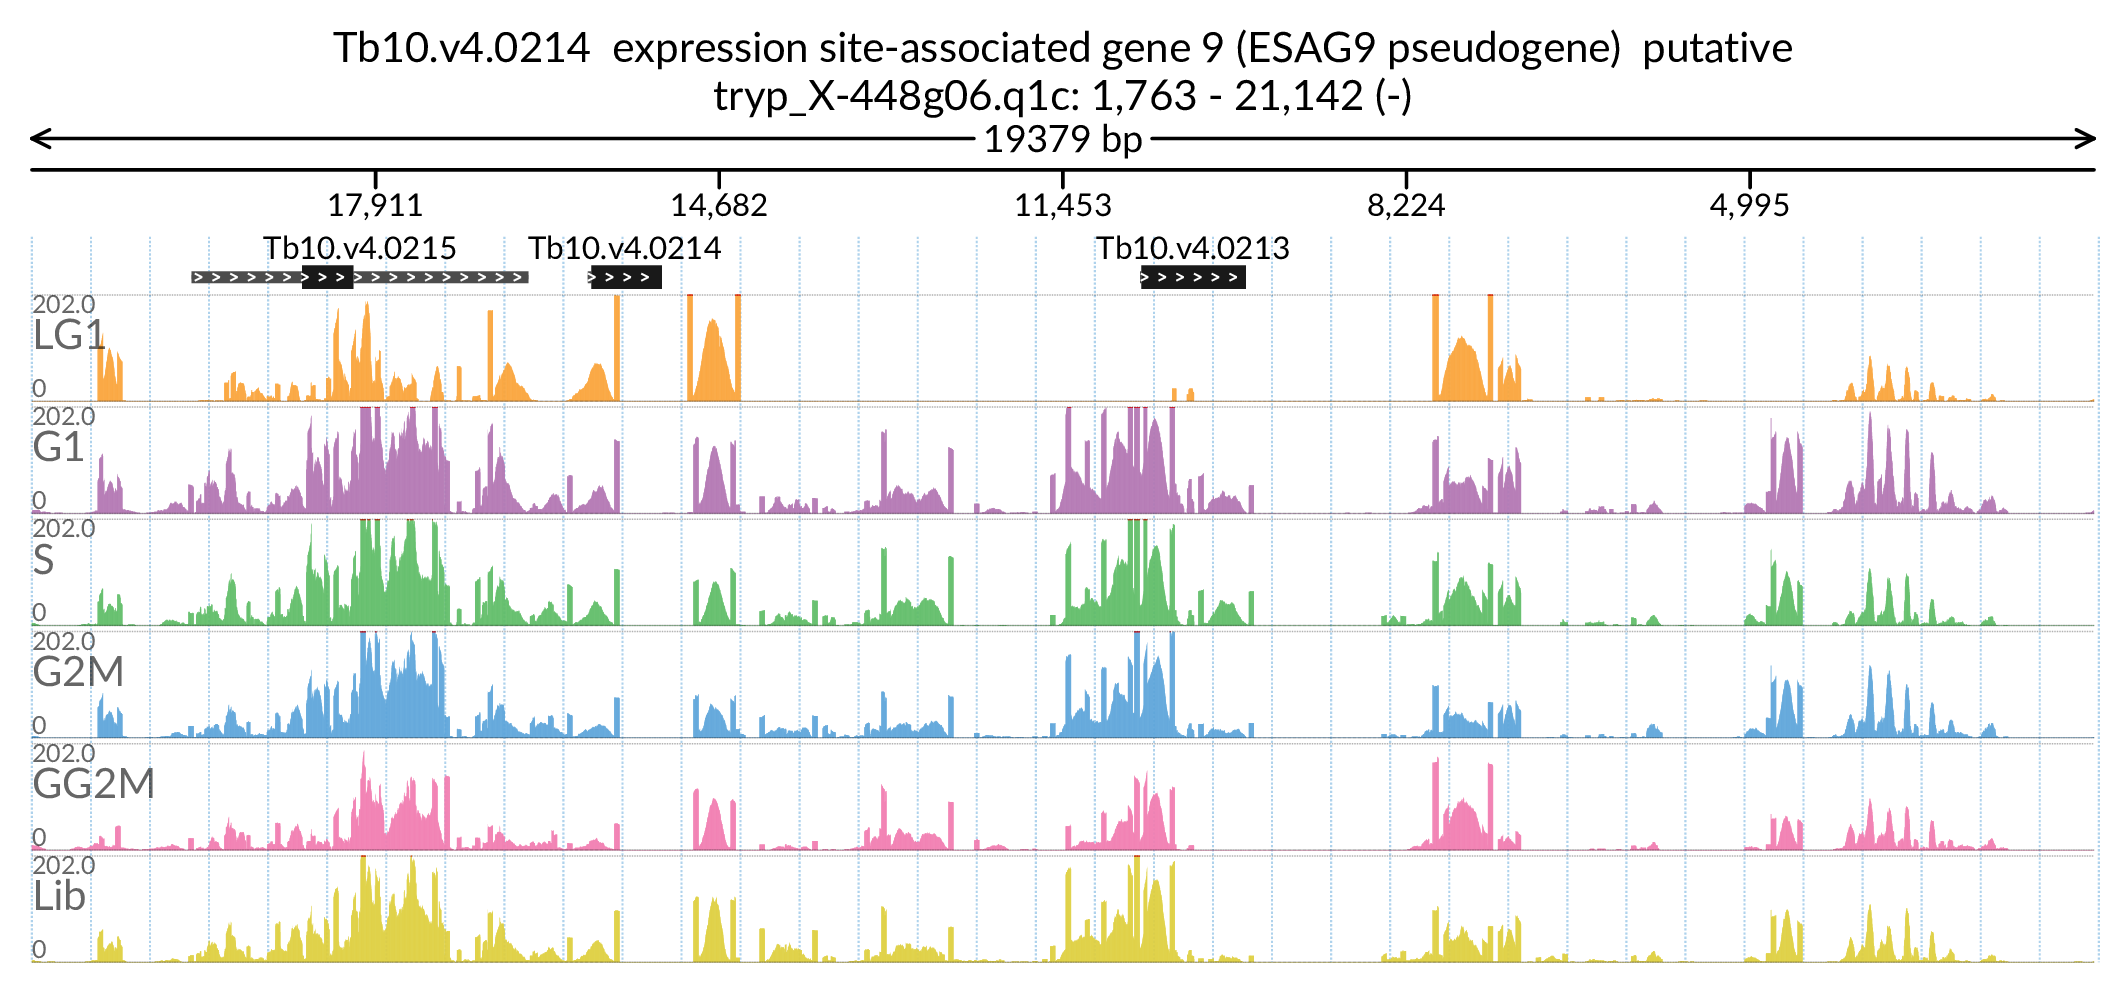 Tb10.v4.0214 expression site-associated gene 9 (ESAG9 pseudogene) putative
tryp_X-448g06.q1c: 1,763 - 21,142 (-)
19379 bp
17,911 14,682 11,453 8,224 4,995
Tb10.v4.0215 Tb10.v4.0214 Tb10.v4.0213
202.0
LG1
0
202.0
G1
0
202.0
S
0
202.0
G2M
0
202.0
GG2M
0
202.0
Lib
0